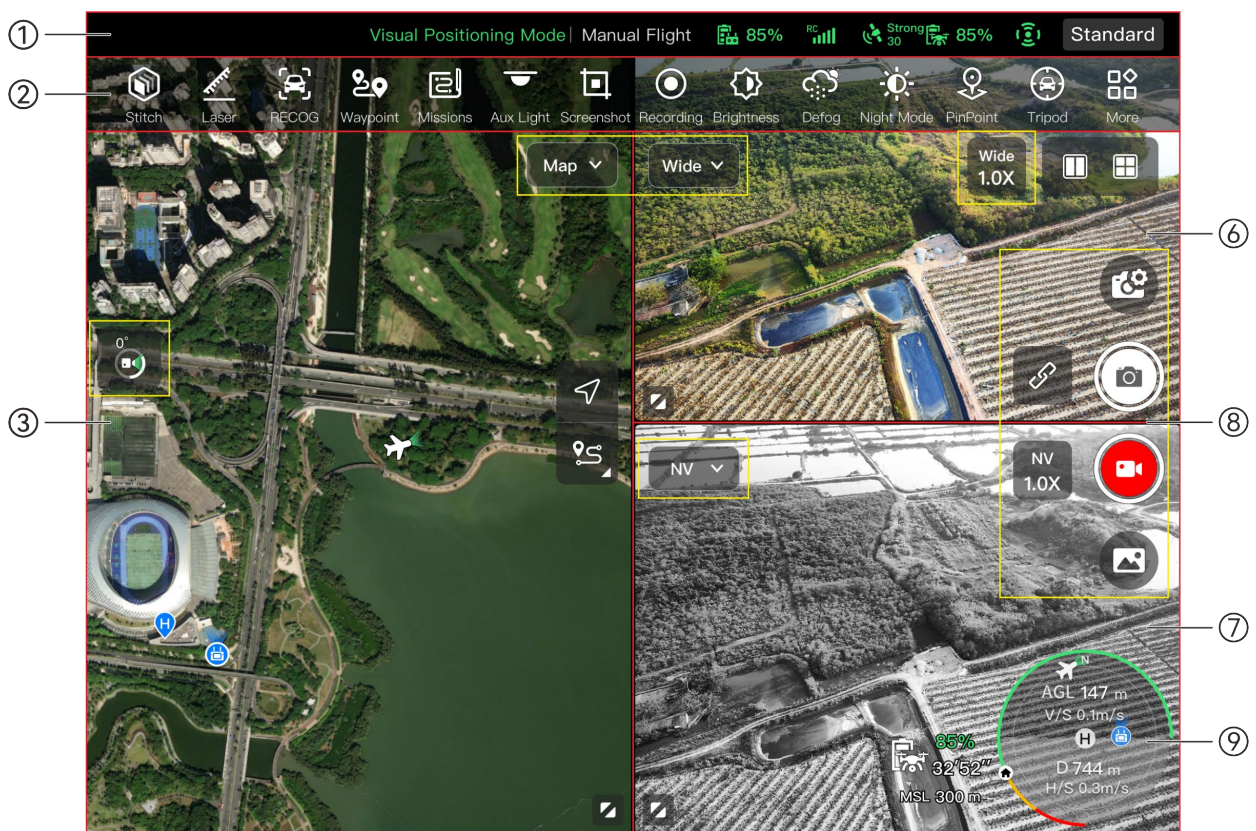 ①
Visual Positioning Mode | Manual Flight 85% RC Strong 30 85% Standard
②
Stitch Laser RECOG Waypoint Missions Aux Light Screenshot Recording Brightness Defog Night Mode PinPoint Tripod More
Map Wide Wide
1.0X
⑥
0°
③
⑧
NV NV
1.0X
H
⑦
N
AGL 147 m
V/S 0.1m/s
85% H
⑨
32'52"
D 744 m
MSL 300 m H/S 0.3m/s